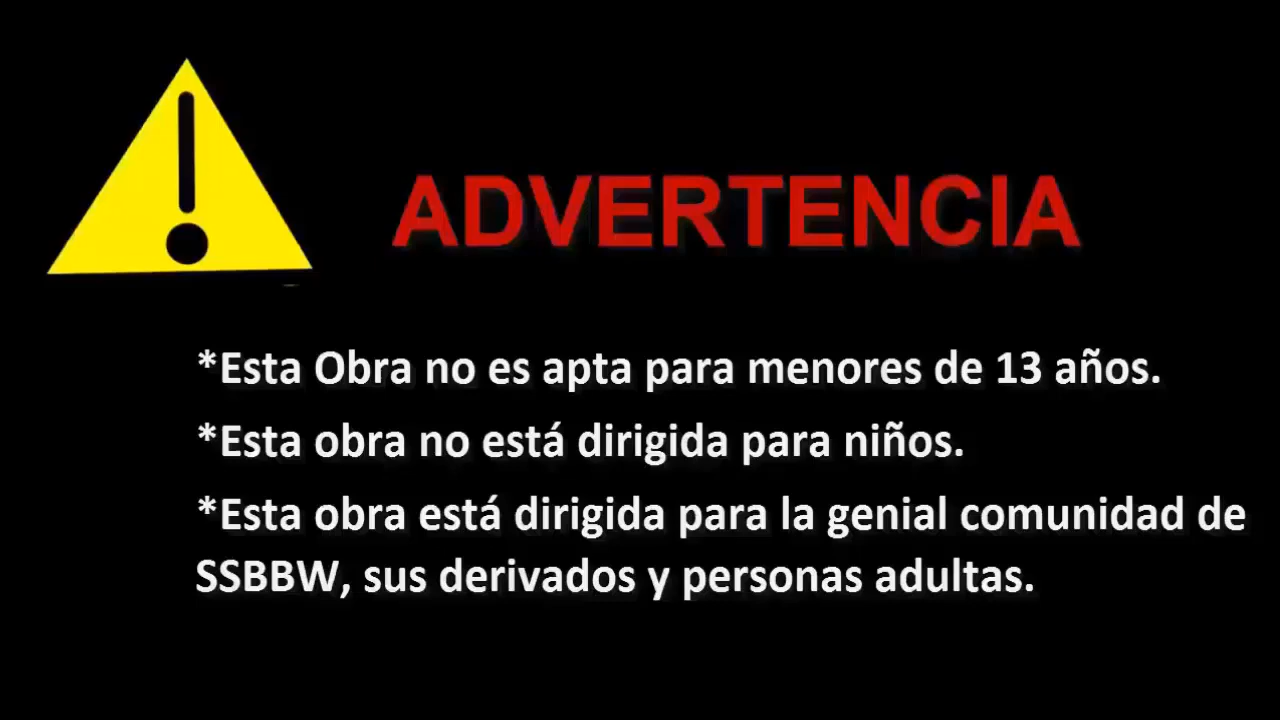 ADVERTENCIA
*Esta Obra no es apta para menores de 13 años.
*Esta obra no está dirigida para niños.
*Esta obra está dirigida para la genial comunidad de
SSBBW, sus derivados y personas adultas.